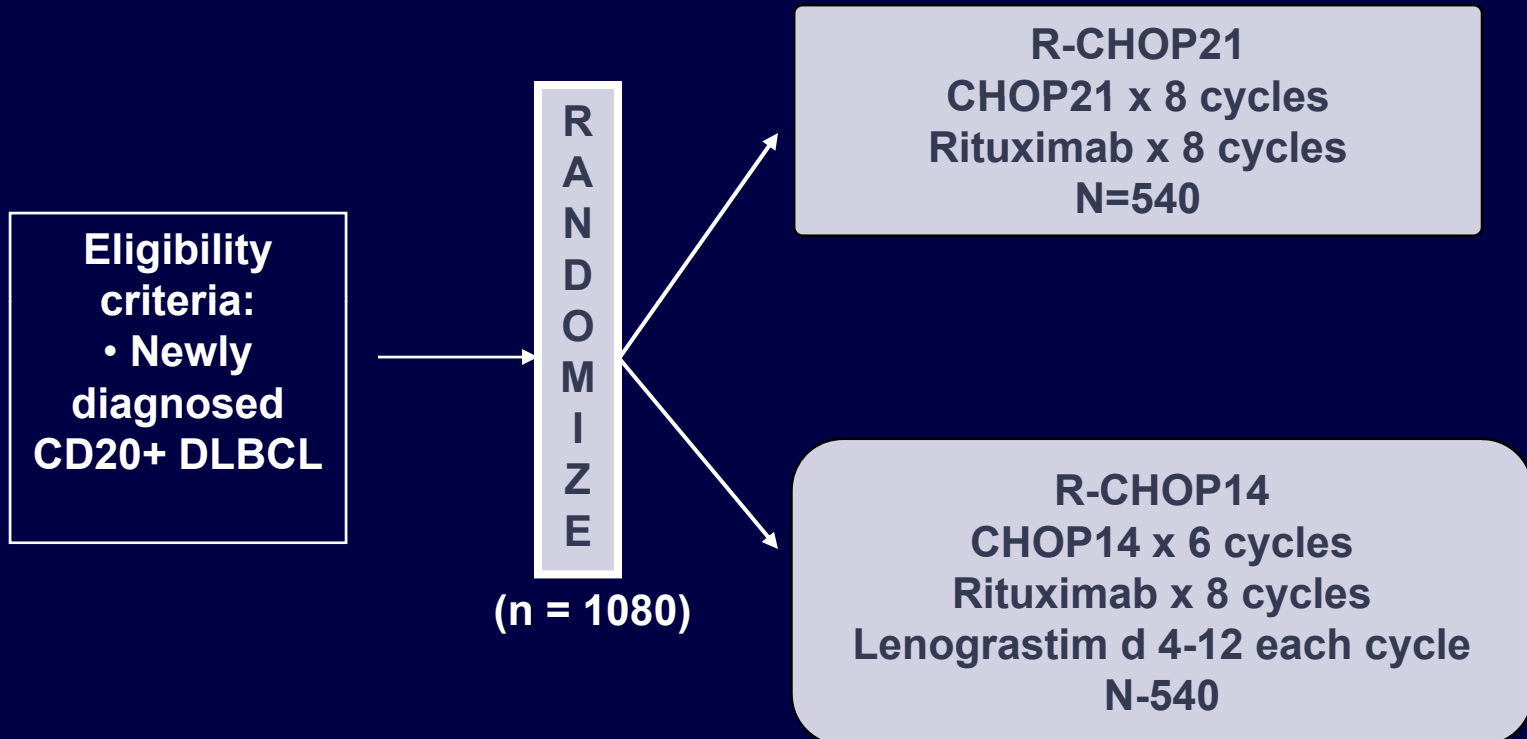 Eligibility
criteria:
• Newly
diagnosed
CD20+ DLBCL
R
A
N
D
O
M
I
Z
E
(n = 1080)
R-CHOP21
CHOP21 x 8 cycles
Rituximab x 8 cycles
N=540
R-CHOP14
CHOP14 x 6 cycles
Rituximab x 8 cycles
Lenograstim d 4-12 each cycle
N-540